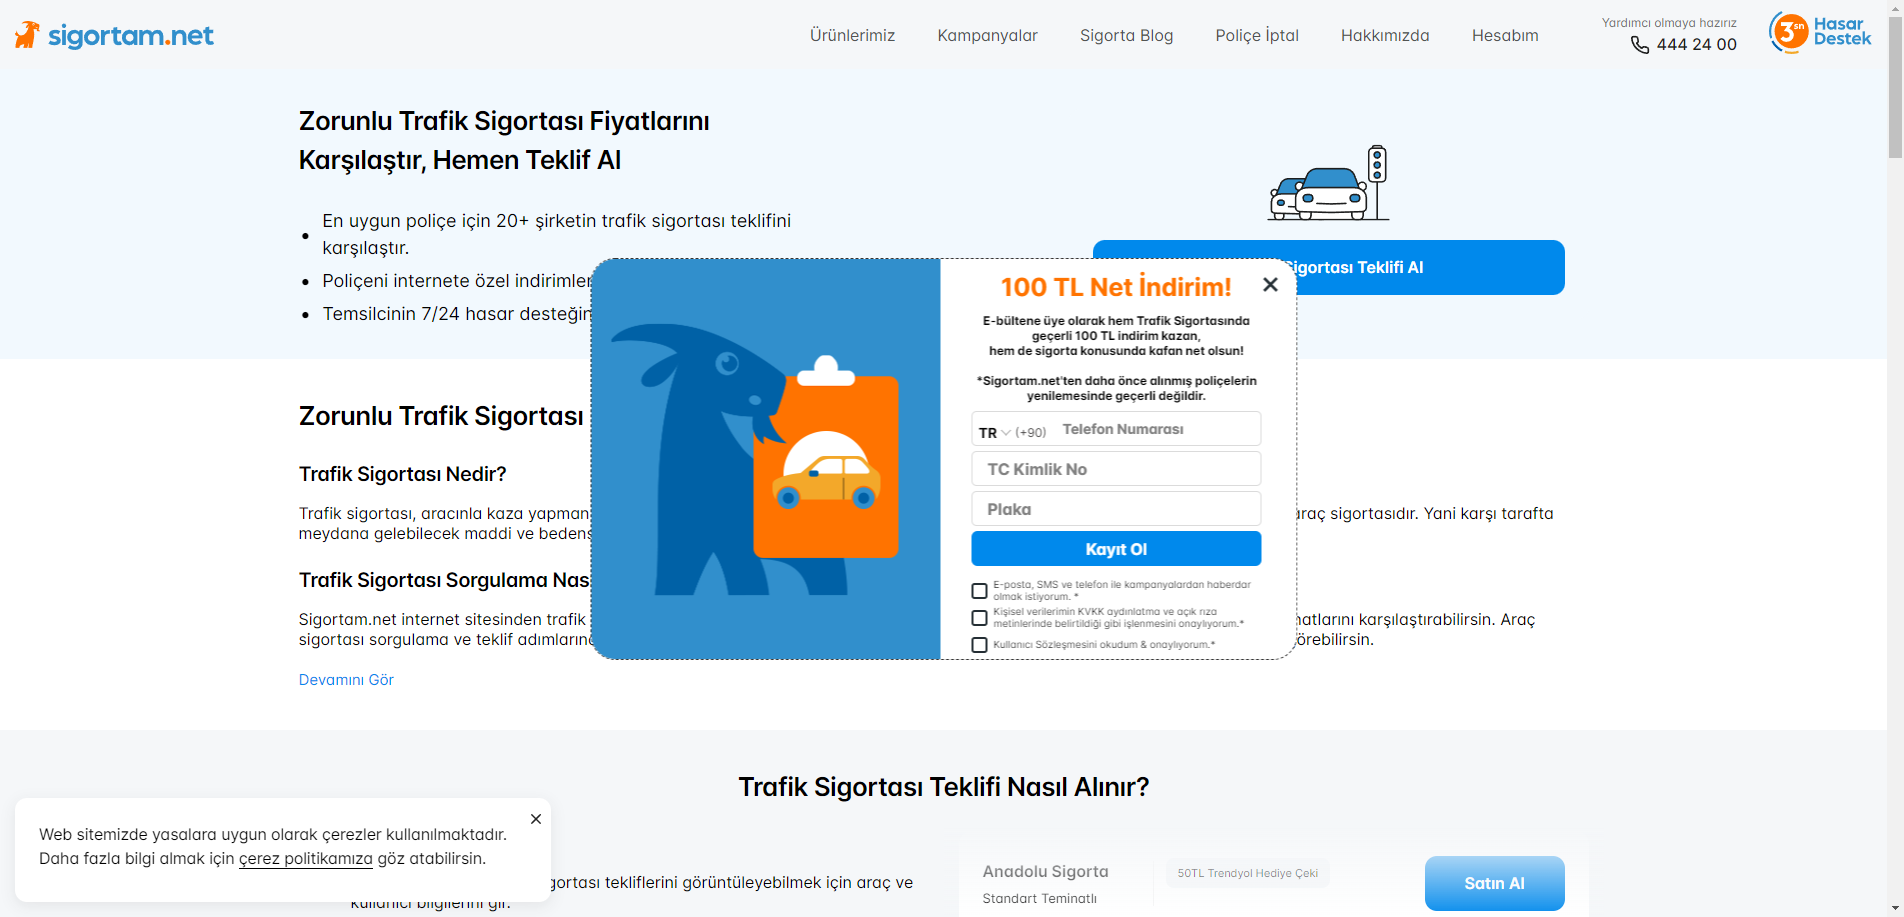 sigortam.net
Ürünlerimiz
Kampanyalar
Sigorta Blog
Poliçe İptal
Hakkımızda
Hesabım
Yardımcı olmaya hazırız
444 24 00
3sn
Hasar
Destek
Zorunlu Trafik Sigortası Fiyatlarını
Karşılaştır, Hemen Teklif Al
En uygun poliçe için 20+ şirketin trafik sigortası teklifini
karşılaştır.
Poliçeni internete özel indirimler
Temsilcinin 7/24 hasar desteğin
Sigortası Teklifi Al
100 TL Net İndirim!
E-bültene üye olarak hem Trafik Sigortasında
geçerli 100 TL indirim kazan,
hem de sigorta konusunda kafan net olsun!
*Sigortam.net'ten daha önce alınmış poliçelerin
yenilemesinde geçerli değildir.
TR (+90) Telefon Numarası
TC Kimlik No
Plaka
Kayıt Ol
E-posta, SMS ve telefon ile kampanyalardan haberdar
olmak istiyorum. *
Kişisel verilerimin KVKK aydınlatma ve açık rıza
metinlerinde belirtildiği gibi işlenmesini onaylıyorum.*
Kullanıcı Sözleşmesini okudum & onaylıyorum.*
Zorunlu Trafik Sigortası
Trafik Sigortası Nedir?
Trafik sigortası, aracınla kaza yapman araç sigortasıdır. Yani karşı tarafta
meydana gelebilecek maddi ve bedens
Trafik Sigortası Sorgulama Nas
Sigortam.net internet sitesinden trafik natlarını karşılaştırabilirsin. Araç
sigortası sorgulama ve teklif adımların örebilirsin.
Devamını Gör
Trafik Sigortası Teklifi Nasıl Alınır?
Web sitemizde yasalara uygun olarak çerezler kullanılmaktadır.
Daha fazla bilgi almak için çerez politikamıza göz atabilirsin.
gortası tekliflerini görüntüleyebilmek için araç ve
kullanıcı bilgilerini gir.
Anadolu Sigorta
Standart Teminatlı
50TL Trendyol Hediye Çeki
Satın Al